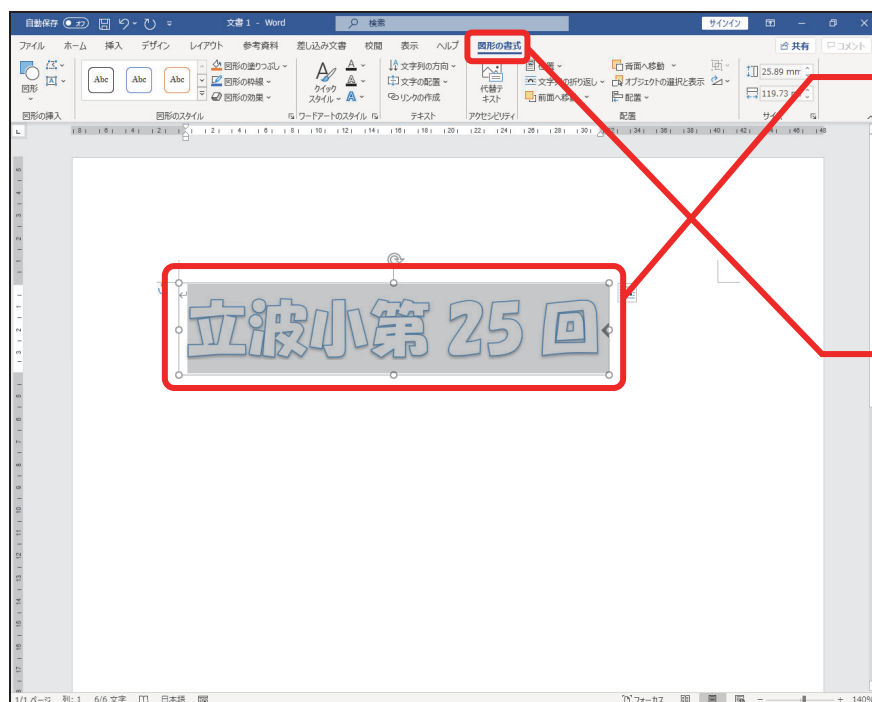 自動保存 オフ 文書 1 - Word 検索 サインイン
ファイル ホーム 挿入 デザイン レイアウト 参考資料 差し込み文書 校閲 表示 ヘルプ 図形の書式 共有 コメント
Abc Abc Abc 図形の塗りつぶし 文字列の方向 背面へ移動 25.89 mm
図形 図形の枠線 クイックスタイル 文字の配置 代替テキスト オブジェクトの選択と表示
図形の効果 リンクの作成 前面へ 配置
図形の挿入 図形のスタイル ワードアートのスタイル テキスト アクセシビリティ 配置
立波小第 25 回
1/1 ページ 列: 1 6/6 文字 日本語 フォーカス 140%